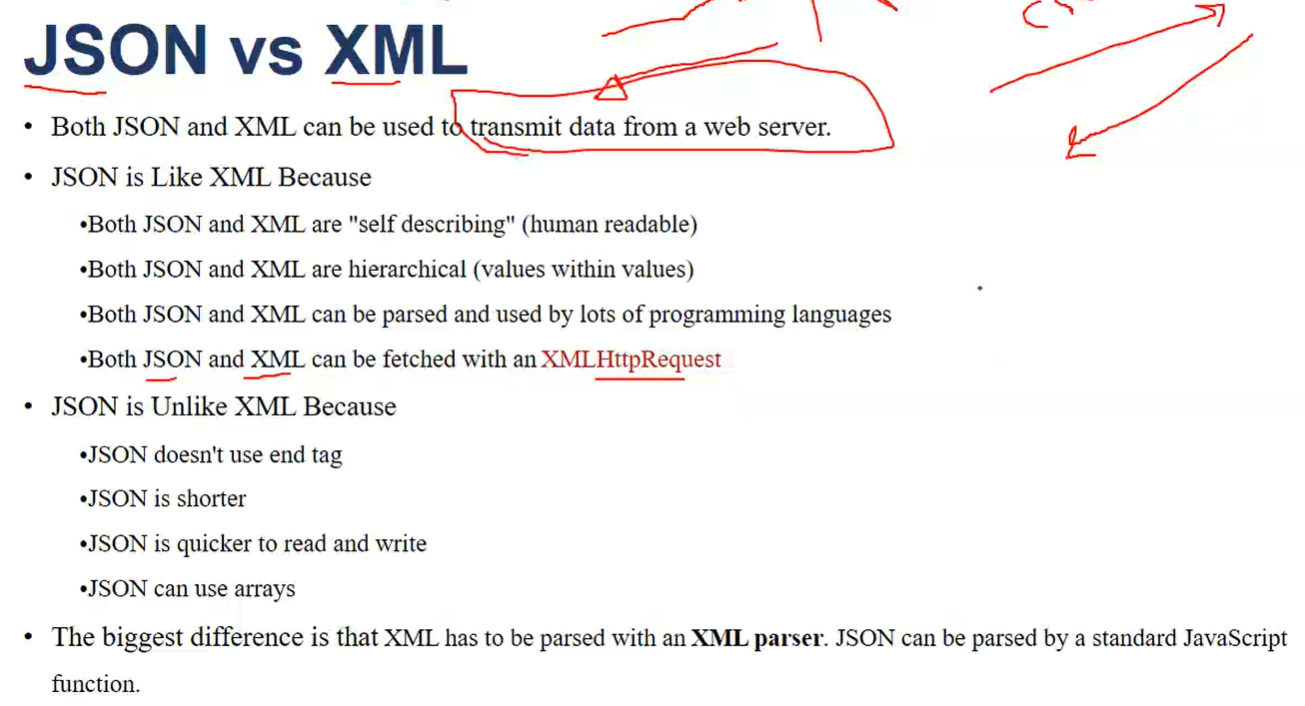 JSON vs XML
• Both JSON and XML can be used to transmit data from a web server.
• JSON is Like XML Because
•Both JSON and XML are "self describing" (human readable)
•Both JSON and XML are hierarchical (values within values)
•Both JSON and XML can be parsed and used by lots of programming languages
•Both JSON and XML can be fetched with an XMLHttpRequest
• JSON is Unlike XML Because
•JSON doesn't use end tag
•JSON is shorter
•JSON is quicker to read and write
•JSON can use arrays
• The biggest difference is that XML has to be parsed with an XML parser. JSON can be parsed by a standard JavaScript
function.